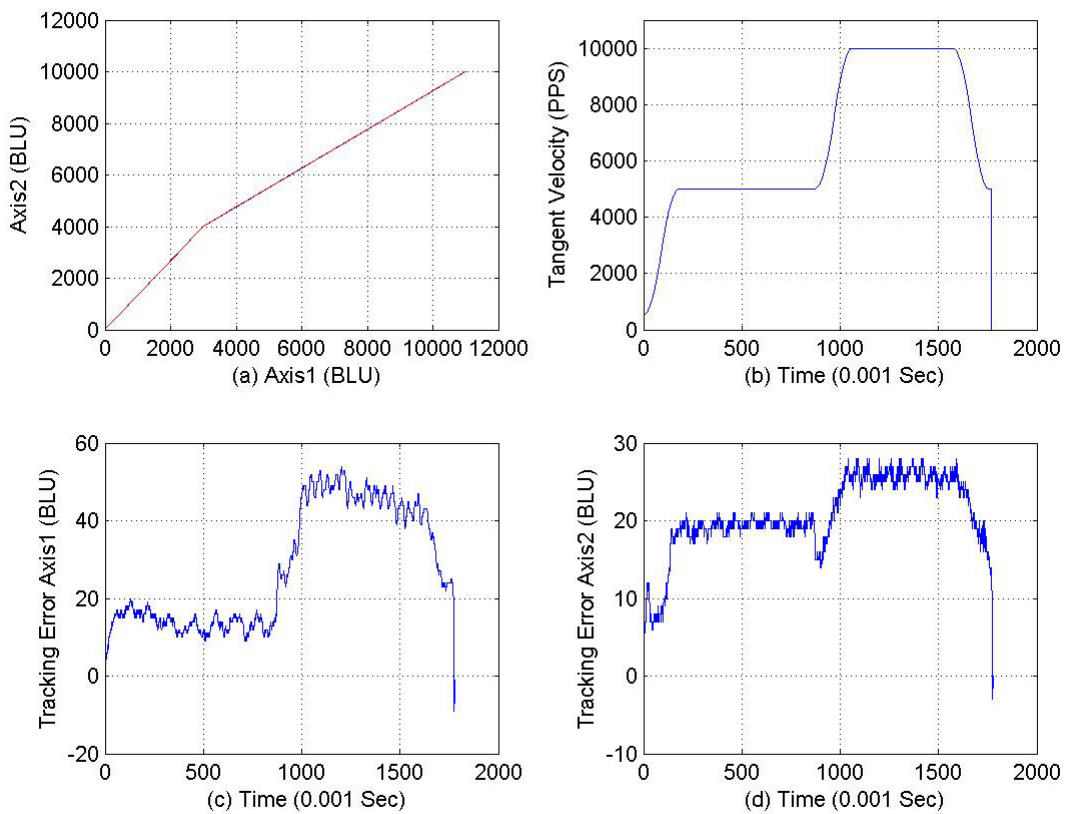 12000
10000
8000
6000
4000
2000
0
Axis2 (BLU)
0 2000 4000 6000 8000 10000 12000
(a) Axis1 (BLU)
10000
8000
6000
4000
2000
0
Tangent Velocity (PPS)
0 500 1000 1500 2000
(b) Time (0.001 Sec)
60
40
20
0
-20
Tracking Error Axis1 (BLU)
0 500 1000 1500 2000
(c) Time (0.001 Sec)
30
20
10
0
-10
Tracking Error Axis2 (BLU)
0 500 1000 1500 2000
(d) Time (0.001 Sec)